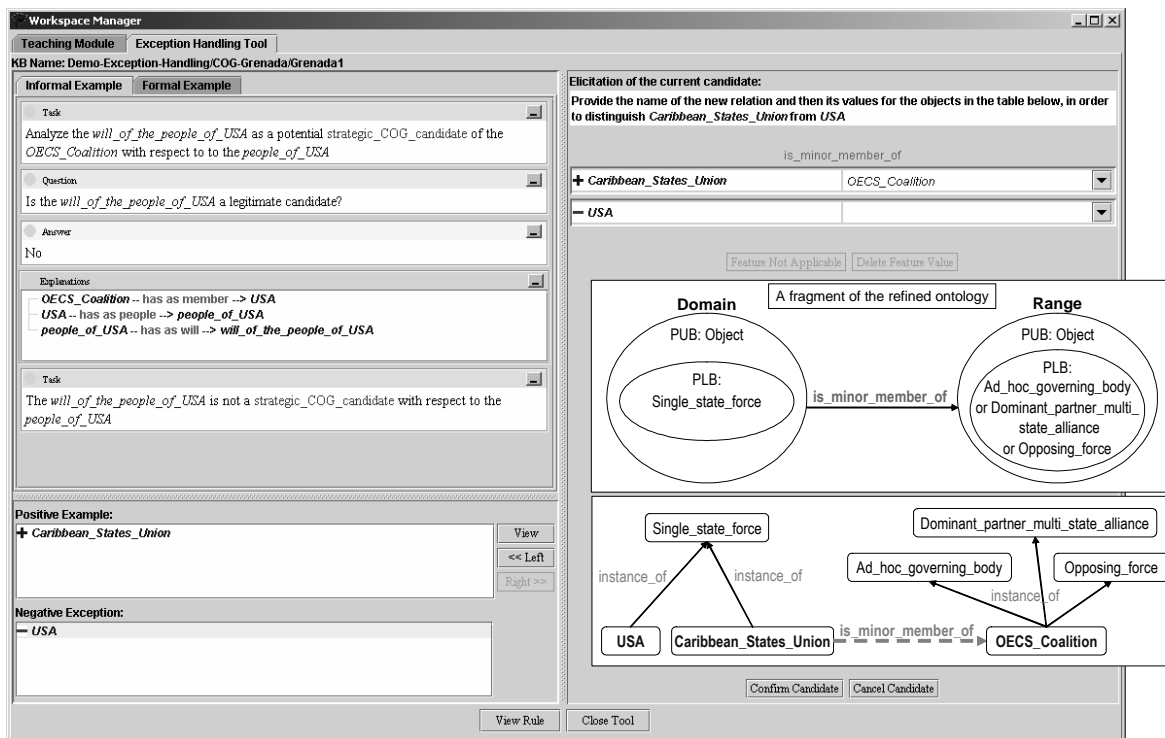 Workspace Manager
Teaching Module Exception Handling Tool
KB Name: Demo-Exception-Handling/COG-Grenada/Grenada1
Informal Example Formal Example
Task
Analyze the will_of_the_people_of_USA as a potential strategic_COG_candidate of the
OECS_Coalition with respect to to the people_of_USA
Question
Is the will_of_the_people_of_USA a legitimate candidate?
Answer
No
Explanations
OECS_Coalition -- has as member --> USA
USA -- has as people --> people_of_USA
people_of_USA -- has as will --> will_of_the_people_of_USA
Task
The will_of_the_people_of_USA is not a strategic_COG_candidate with respect to the
people_of_USA
Positive Example:
+ Caribbean_States_Union
View
<< Left
Right >>
Negative Exception:
− USA
Elicitation of the current candidate:
Provide the name of the new relation and then its values for the objects in the table below, in order
to distinguish Caribbean_States_Union from USA
is_minor_member_of
+ Caribbean_States_Union OECS_Coalition
− USA
Feature Not Applicable Delete Feature Value
A fragment of the refined ontology
Domain
Range
PUB: Object
PUB: Object
PLB:
Single_state_force
is_minor_member_of
PLB:
Ad_hoc_governing_body
or Dominant_partner_multi_
state_alliance
or Opposing_force
Single_state_force
Dominant_partner_multi_state_alliance
Ad_hoc_governing_body
Opposing_force
instance_of
instance_of
instance_of
USA
Caribbean_States_Union
is_minor_member_of
OECS_Coalition
Confirm Candidate Cancel Candidate
View Rule Close Tool